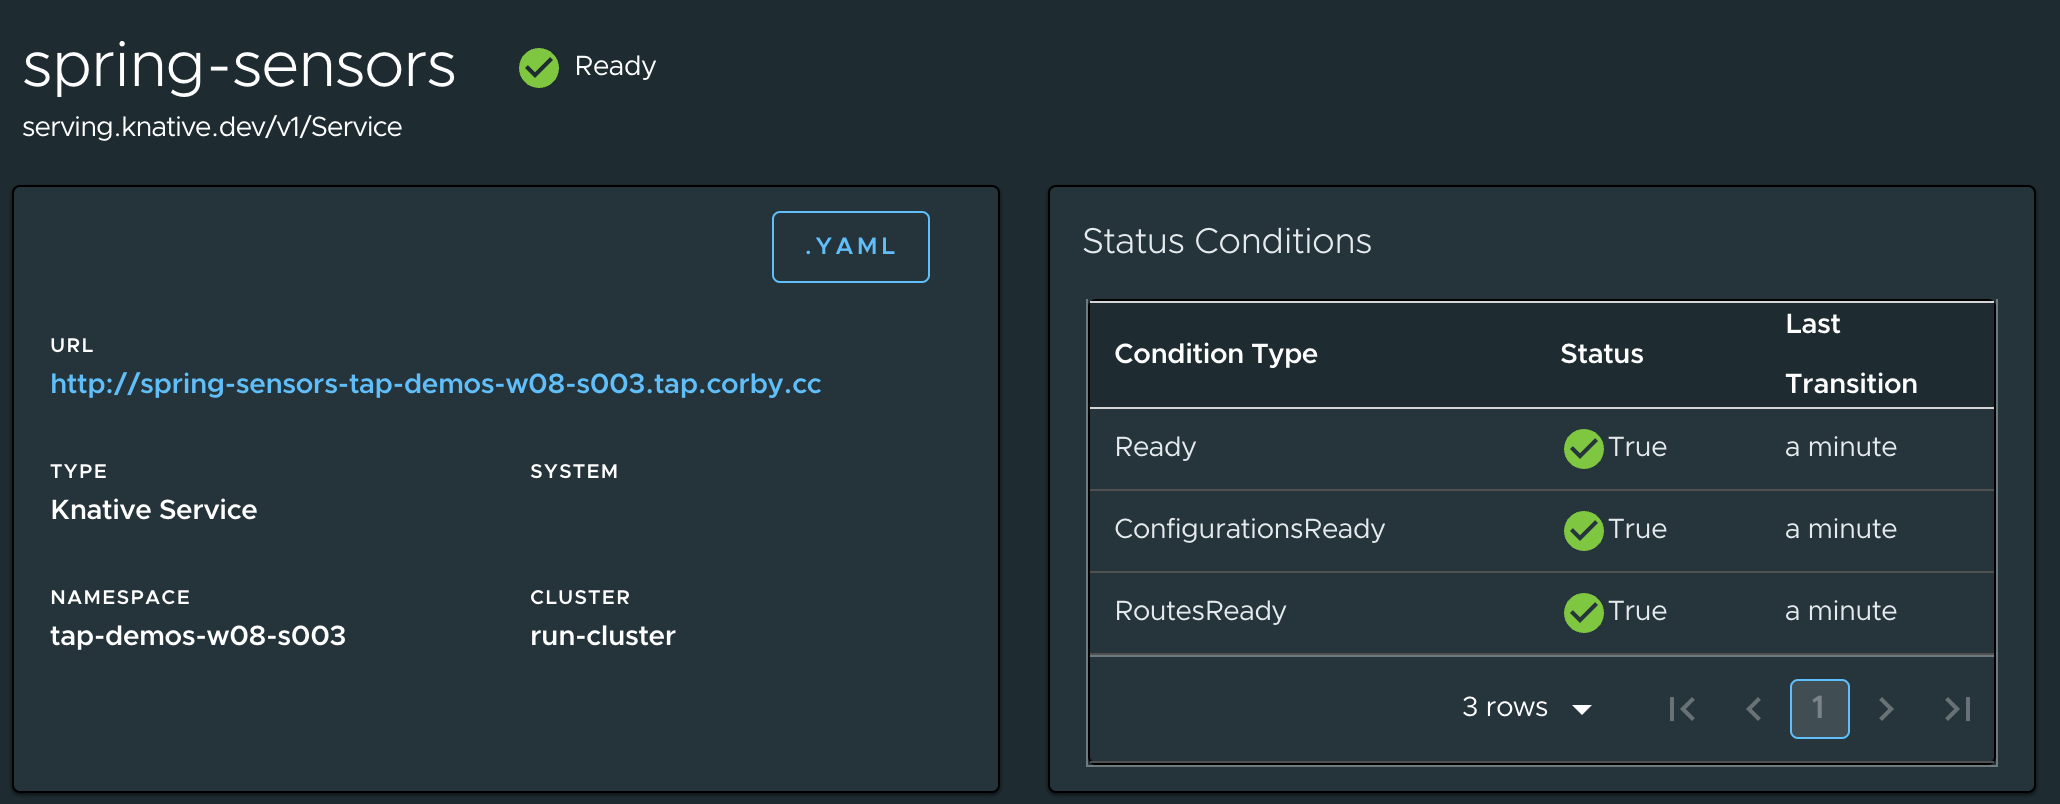 spring-sensors
Ready
serving.knative.dev/v1/Service
.YAML
URL
http://spring-sensors-tap-demos-w08-s003.tap.corby.cc
TYPE
SYSTEM
Knative Service
NAMESPACE
CLUSTER
tap-demos-w08-s003
run-cluster
Status Conditions
Condition Type
Status
Last
Transition
Ready
True
a minute
ConfigurationsReady
True
a minute
RoutesReady
True
a minute
3 rows
1